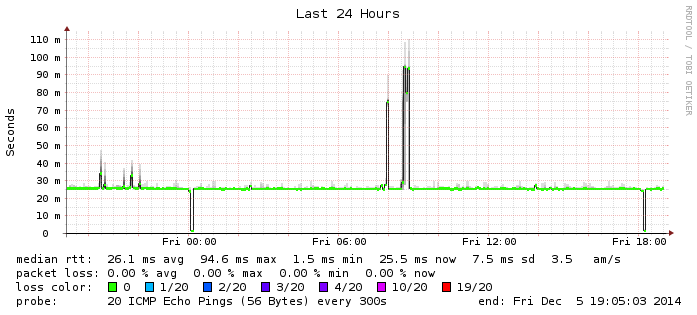 Last 24 Hours
RRDTOOL / TOBI OETIKER
Seconds
110 m
100 m
90 m
80 m
70 m
60 m
50 m
40 m
30 m
20 m
10 m
0
Fri 00:00 Fri 06:00 Fri 12:00 Fri 18:00
median rtt: 26.1 ms avg 94.6 ms max 1.5 ms min 25.5 ms now 7.5 ms sd 3.5 am/s
packet loss: 0.00 % avg 0.00 % max 0.00 % min 0.00 % now
loss color: 0 1/20 2/20 3/20 4/20 10/20 19/20
probe: 20 ICMP Echo Pings (56 Bytes) every 300s end: Fri Dec 5 19:05:03 2014